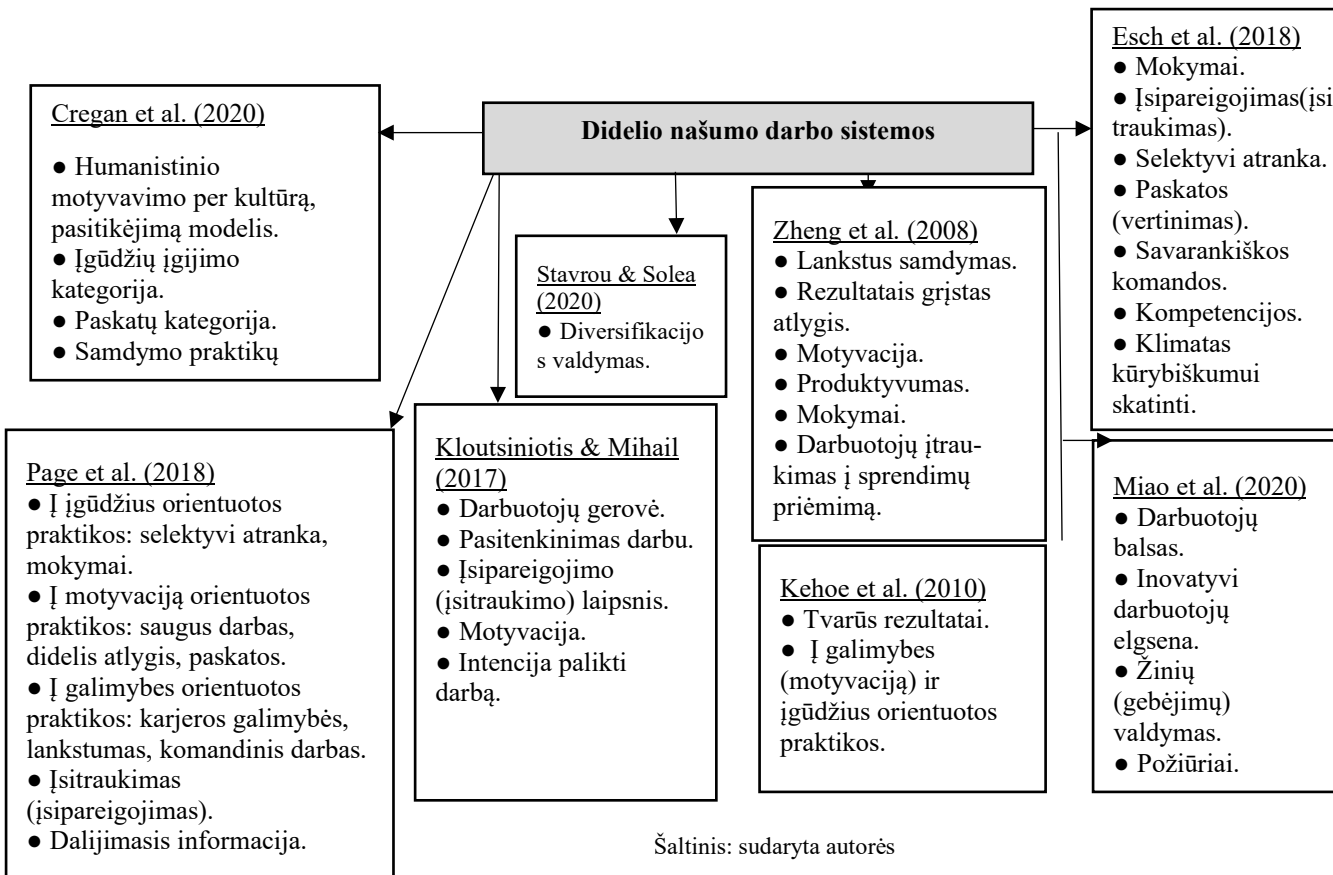 Didelio našumo darbo sistemos
Cregan et al. (2020)
● Humanistinio
motyvavimo per kultūrą,
pasitikėjimą modelis.
● Įgūdžių įgijimo
kategorija.
● Paskatų kategorija.
● Samdymo praktikų
Stavrou & Solea
(2020)
● Diversifikacijo
s valdymas.
Zheng et al. (2008)
● Lankstus samdymas.
● Rezultatais grįstas
atlygis.
● Motyvacija.
● Produktyvumas.
● Mokymai.
● Darbuotojų įtrau-
kimas į sprendimų
priėmimą.
Esch et al. (2018)
● Mokymai.
● Įsipareigojimas(įsi
traukimas).
● Selektyvi atranka.
● Paskatos
(vertinimas).
● Savarankiškos
komandos.
● Kompetencijos.
● Klimatas
kūrybiškumui
skatinti.
Page et al. (2018)
● Į įgūdžius orientuotos
praktikos: selektyvi atranka,
mokymai.
● Į motyvaciją orientuotos
praktikos: saugus darbas,
didelis atlygis, paskatos.
● Į galimybes orientuotos
praktikos: karjeros galimybės,
lankstumas, komandinis darbas.
● Įsitraukimas
(įsipareigojimas).
● Dalijimasis informacija.
Kloutsiniotis & Mihail
(2017)
● Darbuotojų gerovė.
● Pasitenkinimas darbu.
● Įsipareigojimo
(įsitraukimo) laipsnis.
● Motyvacija.
● Intencija palikti
darbą.
Kehoe et al. (2010)
● Tvarūs rezultatai.
● Į galimybes
(motyvaciją) ir
įgūdžius orientuotos
praktikos.
Miao et al. (2020)
● Darbuotojų
balsas.
● Inovatyvi
darbuotojų
elgsena.
● Žinių
(gebėjimų)
valdymas.
● Požiūriai.
Šaltinis: sudaryta autorės